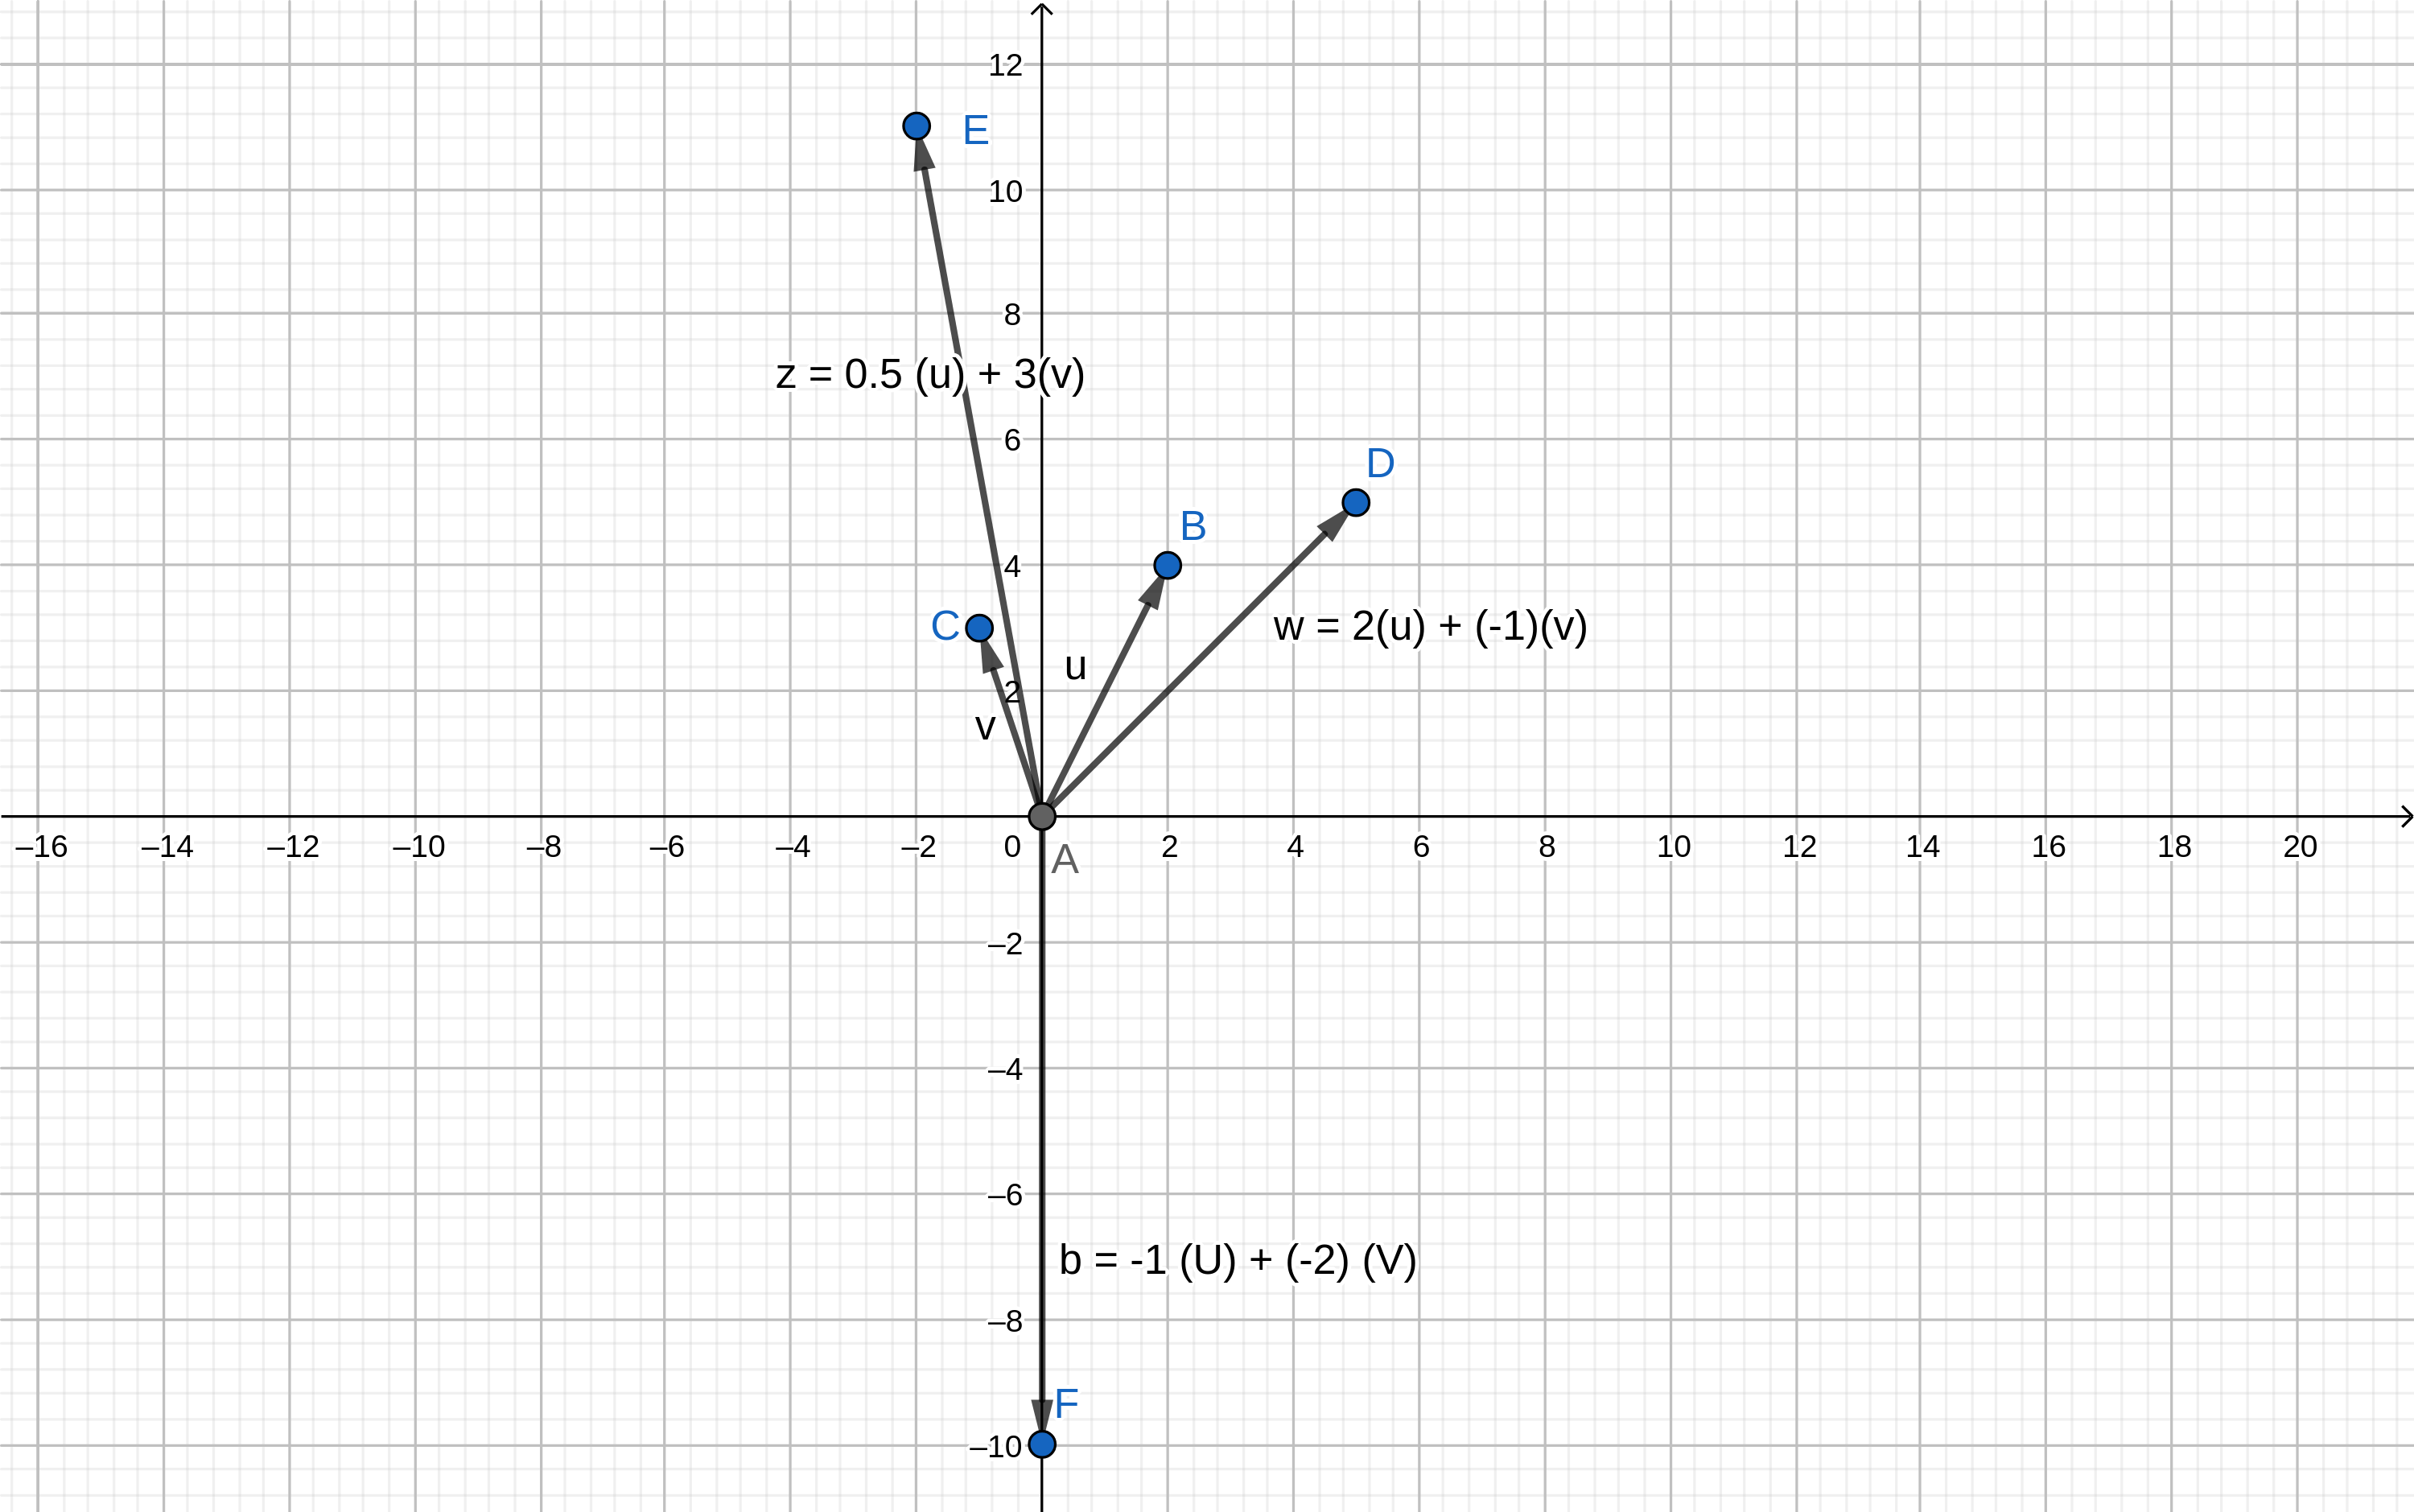 12
E
10
8
z = 0.5 (u) + 3(v)
6
D
B
4
C
w = 2(u) + (-1)(v)
u
2
v
–16 –14 –12 –10 –8 –6 –4 –2 0 2 4 6 8 10 12 14 16 18 20
A
–2
–4
–6
b = -1 (U) + (-2) (V)
–8
F
–10